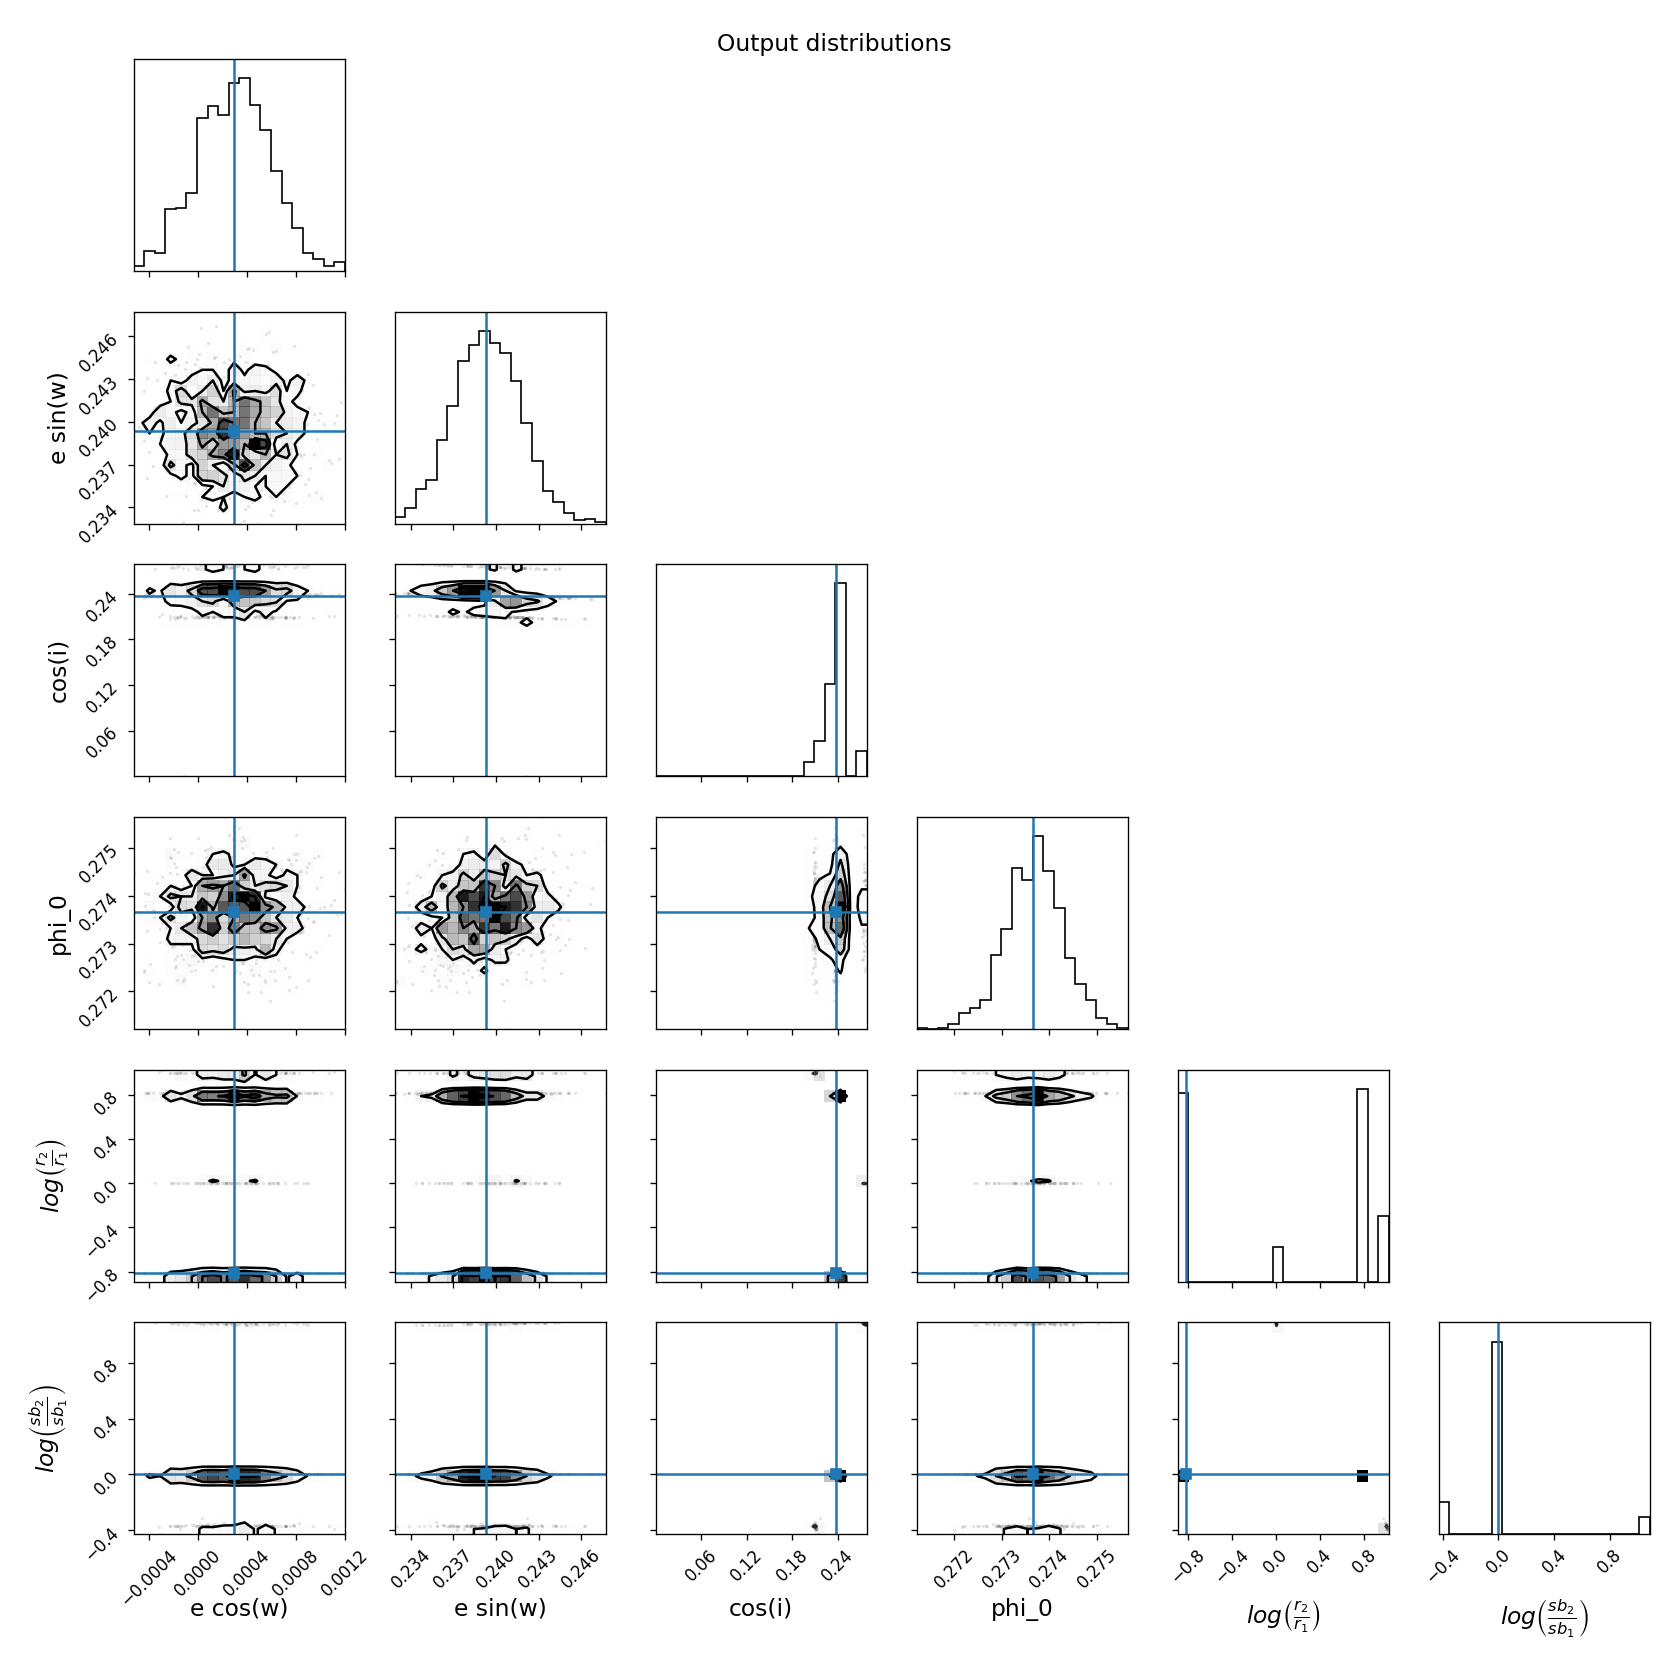 Output distributions
e sin(w)
0.246
0.243
0.240
0.237
0.234
cos(i)
0.24
0.18
0.12
0.06
phi_0
0.275
0.274
0.273
0.272
log(r2/r1)
0.8
0.4
0.0
−0.4
−0.8
log(sb2/sb1)
0.8
0.4
0.0
−0.4
−0.0004 0.0000 0.0004 0.0008 0.0012
0.234 0.237 0.240 0.243 0.246
0.06 0.12 0.18 0.24
0.272 0.273 0.274 0.275
−0.8 −0.4 0.0 0.4 0.8
−0.4 0.0 0.4 0.8
e cos(w)
e sin(w)
cos(i)
phi_0
log(r2/r1)
log(sb2/sb1)